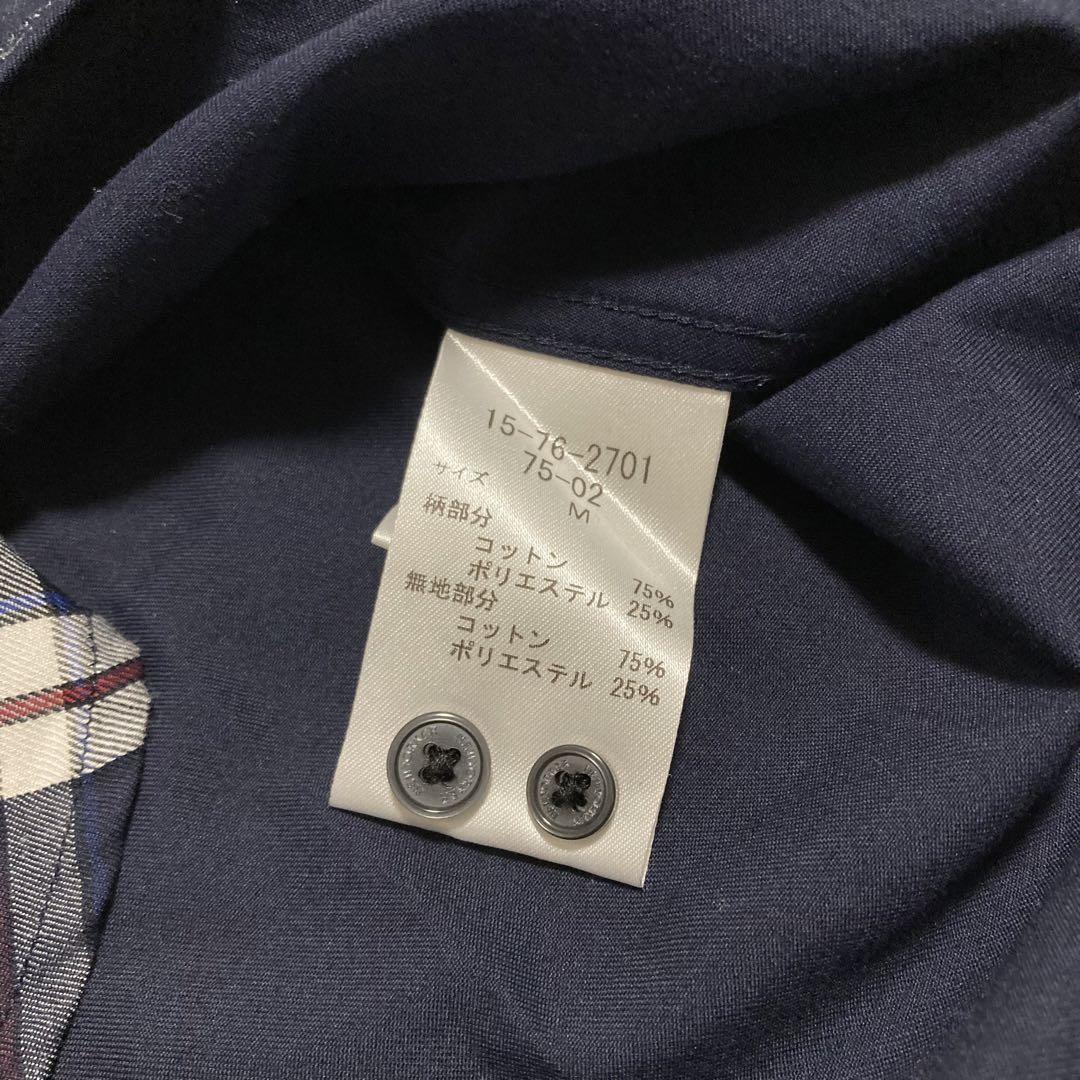 15-76-2701
75-02
サイズ M
柄部分
コットン 75%
ポリエステル 25%
無地部分
コットン 75%
ポリエステル 25%